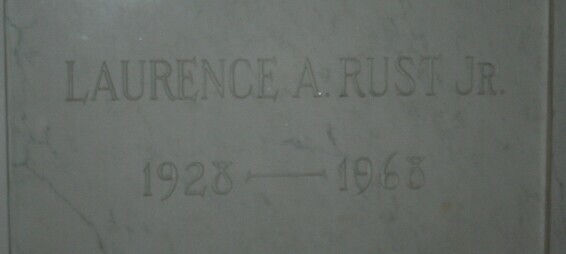 LAURENCE A. RUST JR.
1928 — 1968